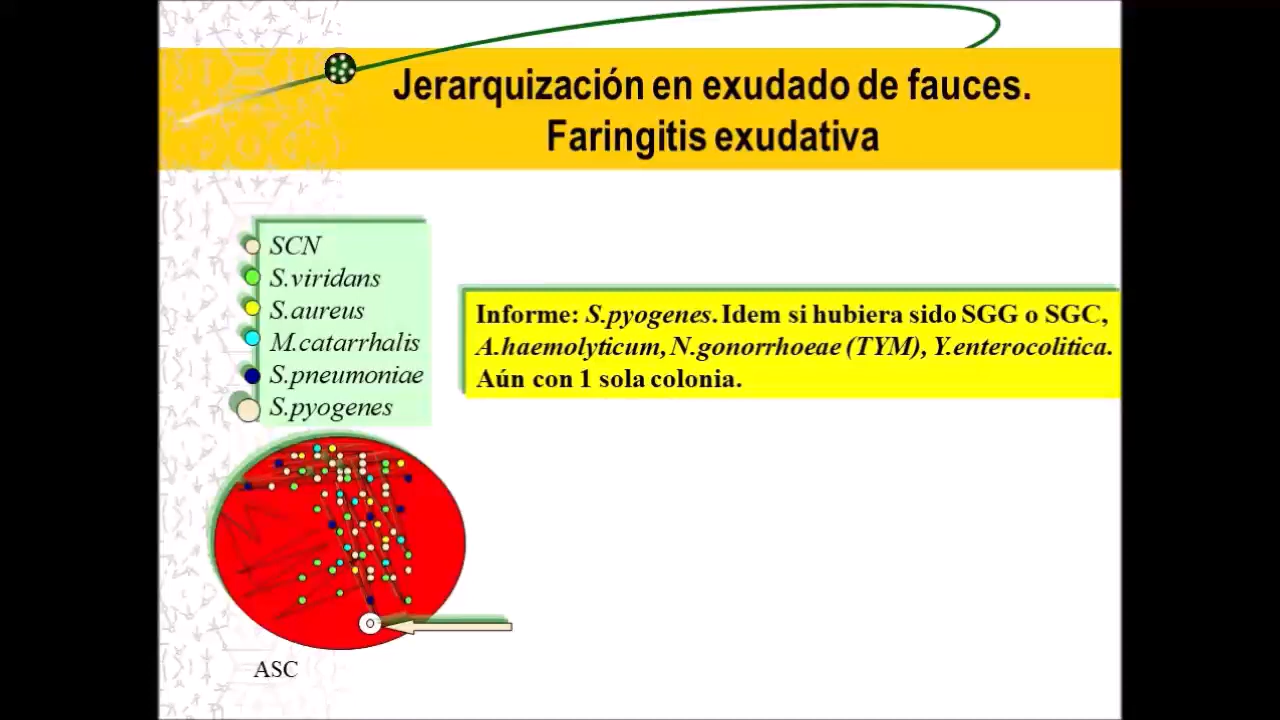 Jerarquización en exudado de fauces.
Faringitis exudativa
SCN
S.viridans
S.aureus
M.catarrhalis
S.pneumoniae
S.pyogenes
Informe: S.pyogenes. Idem si hubiera sido SGG o SGC,
A.haemolyticum, N.gonorrhoeae (TYM), Y.enterocolitica.
Aún con 1 sola colonia.
ASC